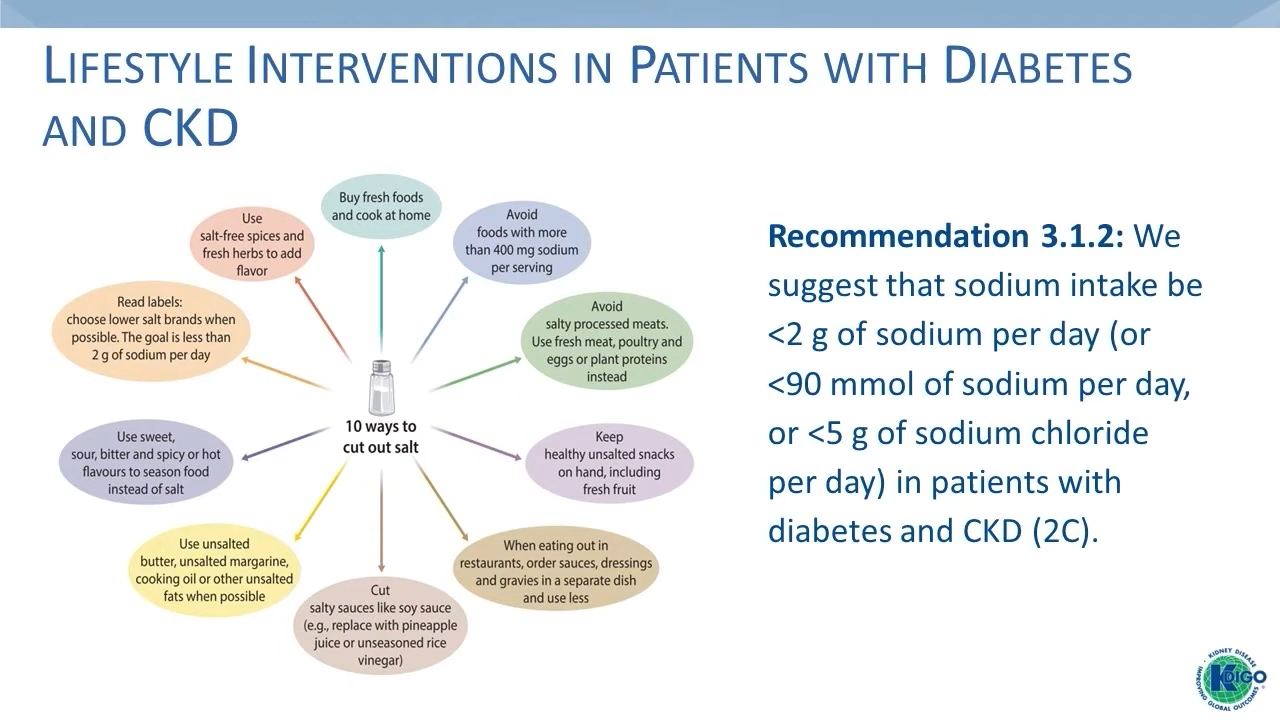 LIFESTYLE INTERVENTIONS IN PATIENTS WITH DIABETES
AND CKD
Buy fresh foods
and cook at home
Avoid
foods with more
than 400 mg sodium
per serving
Avoid
salty processed meats.
Use fresh meat, poultry and
eggs or plant proteins
instead
Keep
healthy unsalted snacks
on hand, including
fresh fruit
When eating out in
restaurants, order sauces, dressings
and gravies in a separate dish
and use less
Cut
salty sauces like soy sauce
(e.g., replace with pineapple
juice or unseasoned rice
vinegar)
Use unsalted
butter, unsalted margarine,
cooking oil or other unsalted
fats when possible
Use sweet,
sour, bitter and spicy or hot
flavours to season food
instead of salt
Read labels:
choose lower salt brands when
possible. The goal is less than
2 g of sodium per day
Use
salt-free spices and
fresh herbs to add
flavor
10 ways to
cut out salt
Recommendation 3.1.2: We
suggest that sodium intake be
<2 g of sodium per day (or
<90 mmol of sodium per day,
or <5 g of sodium chloride
per day) in patients with
diabetes and CKD (2C).
KIDNEY DISEASE
KDIGO
IMPROVING GLOBAL OUTCOMES